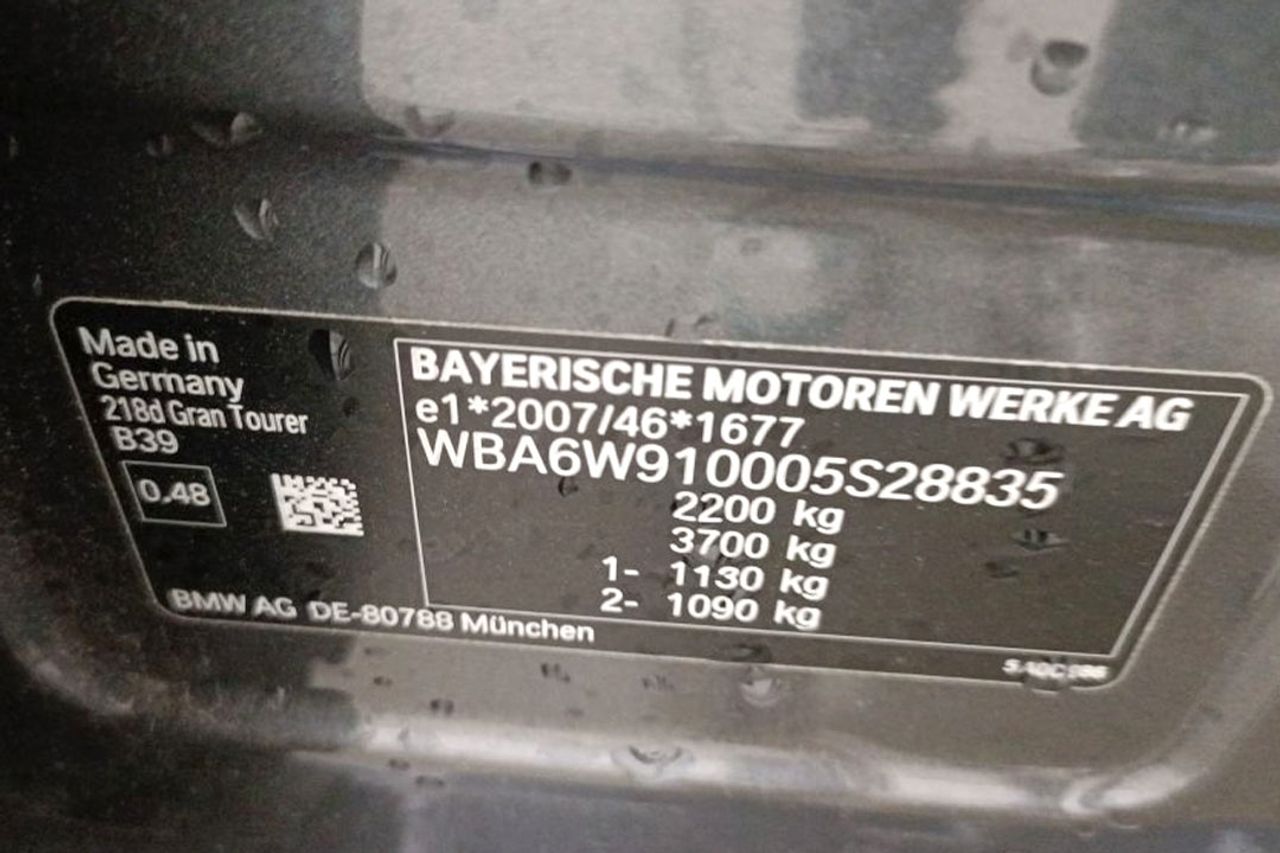 Made in
Germany
218d Gran Tourer
B39
0.48
BAYERISCHE MOTOREN WERKE AG
e1*2007/46*1677
WBA6W910005S28835
2200 kg
3700 kg
1- 1130 kg
2- 1090 kg
BMW AG DE-80788 München